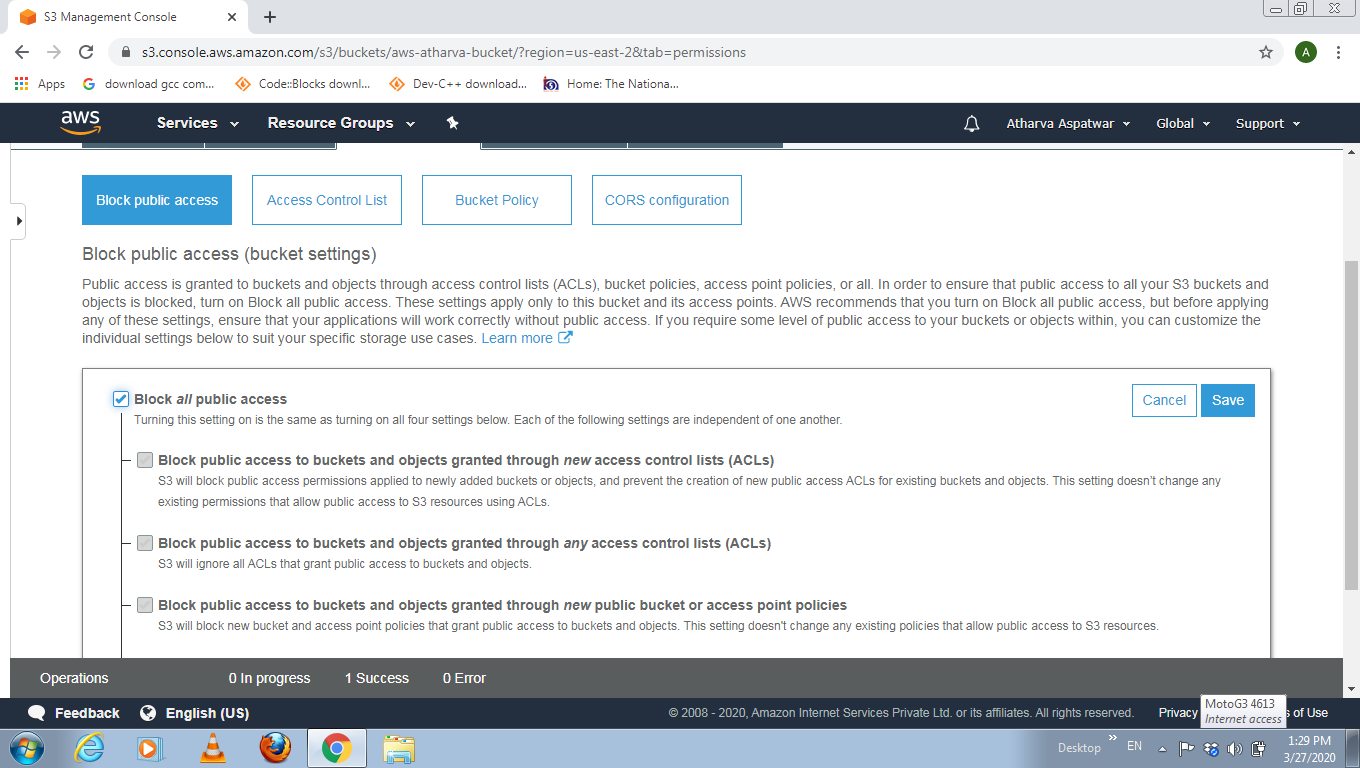 S3 Management Console
s3.console.aws.amazon.com/s3/buckets/aws-atharva-bucket/?region=us-east-2&tab=permissions
A
Apps
download gcc com...
Code::Blocks downl...
Dev-C++ download...
Home: The Nationa...
aws
Services
Resource Groups
Atharva Aspatwar
Global
Support
Block public access
Access Control List
Bucket Policy
CORS configuration
Block public access (bucket settings)
Public access is granted to buckets and objects through access control lists (ACLs), bucket policies, access point policies, or all. In order to ensure that public access to all your S3 buckets and
objects is blocked, turn on Block all public access. These settings apply only to this bucket and its access points. AWS recommends that you turn on Block all public access, but before applying
any of these settings, ensure that your applications will work correctly without public access. If you require some level of public access to your buckets or objects within, you can customize the
individual settings below to suit your specific storage use cases. Learn more
Block all public access
Cancel
Save
Turning this setting on is the same as turning on all four settings below. Each of the following settings are independent of one another.
Block public access to buckets and objects granted through new access control lists (ACLs)
S3 will block public access permissions applied to newly added buckets or objects, and prevent the creation of new public access ACLs for existing buckets and objects. This setting doesn't change any
existing permissions that allow public access to S3 resources using ACLs.
Block public access to buckets and objects granted through any access control lists (ACLs)
S3 will ignore all ACLs that grant public access to buckets and objects.
Block public access to buckets and objects granted through new public bucket or access point policies
S3 will block new bucket and access point policies that grant public access to buckets and objects. This setting doesn't change any existing policies that allow public access to S3 resources.
Operations
0 In progress
1 Success
0 Error
Feedback
English (US)
© 2008 - 2020, Amazon Internet Services Private Ltd. or its affiliates. All rights reserved.
Privacy
s of Use
MotoG3 4613
Internet access
Desktop
EN
1:29 PM
3/27/2020